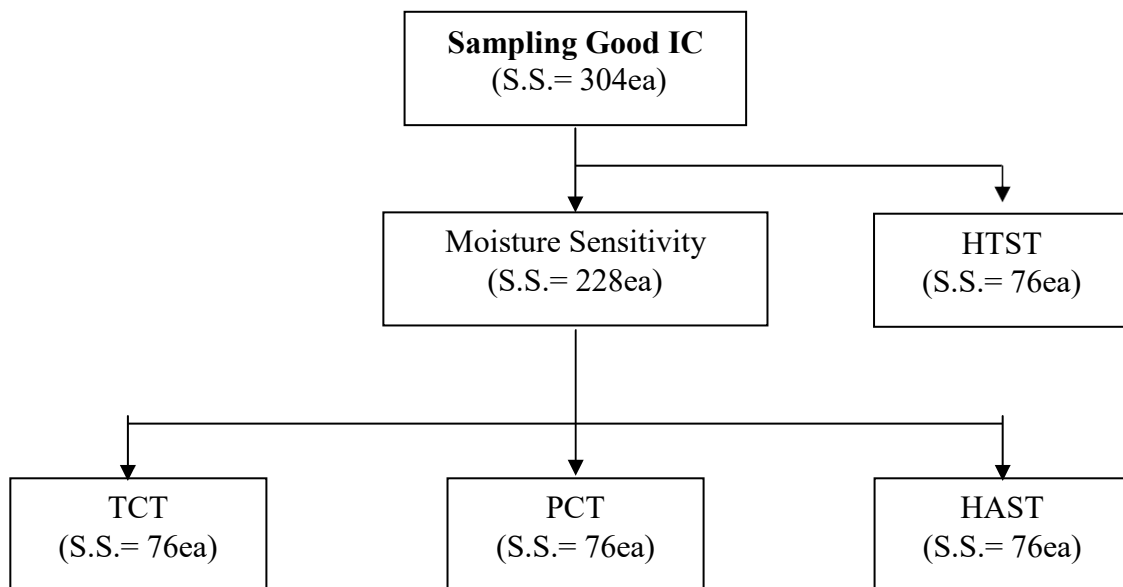 Sampling Good IC
(S.S.= 304ea)
Moisture Sensitivity
(S.S.= 228ea)
HTST
(S.S.= 76ea)
TCT
(S.S.= 76ea)
PCT
(S.S.= 76ea)
HAST
(S.S.= 76ea)